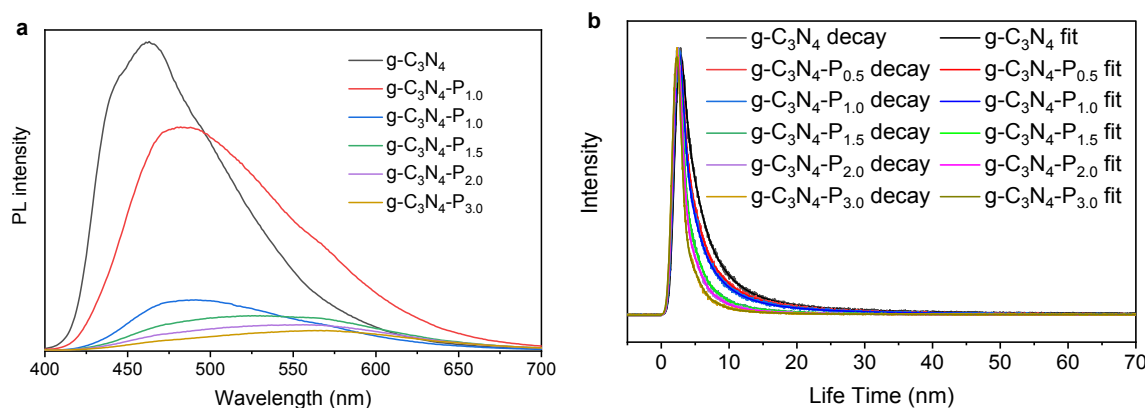 a
g-C₃N₄
g-C₃N₄-P₁.₀
g-C₃N₄-P₁.₀
g-C₃N₄-P₁.₅
g-C₃N₄-P₂.₀
g-C₃N₄-P₃.₀
PL intensity
400 450 500 550 600 650 700
Wavelength (nm)
b
g-C₃N₄ decay g-C₃N₄ fit
g-C₃N₄-P₀.₅ decay g-C₃N₄-P₀.₅ fit
g-C₃N₄-P₁.₀ decay g-C₃N₄-P₁.₀ fit
g-C₃N₄-P₁.₅ decay g-C₃N₄-P₁.₅ fit
g-C₃N₄-P₂.₀ decay g-C₃N₄-P₂.₀ fit
g-C₃N₄-P₃.₀ decay g-C₃N₄-P₃.₀ fit
Intensity
0 10 20 30 40 50 60 70
Life Time (nm)